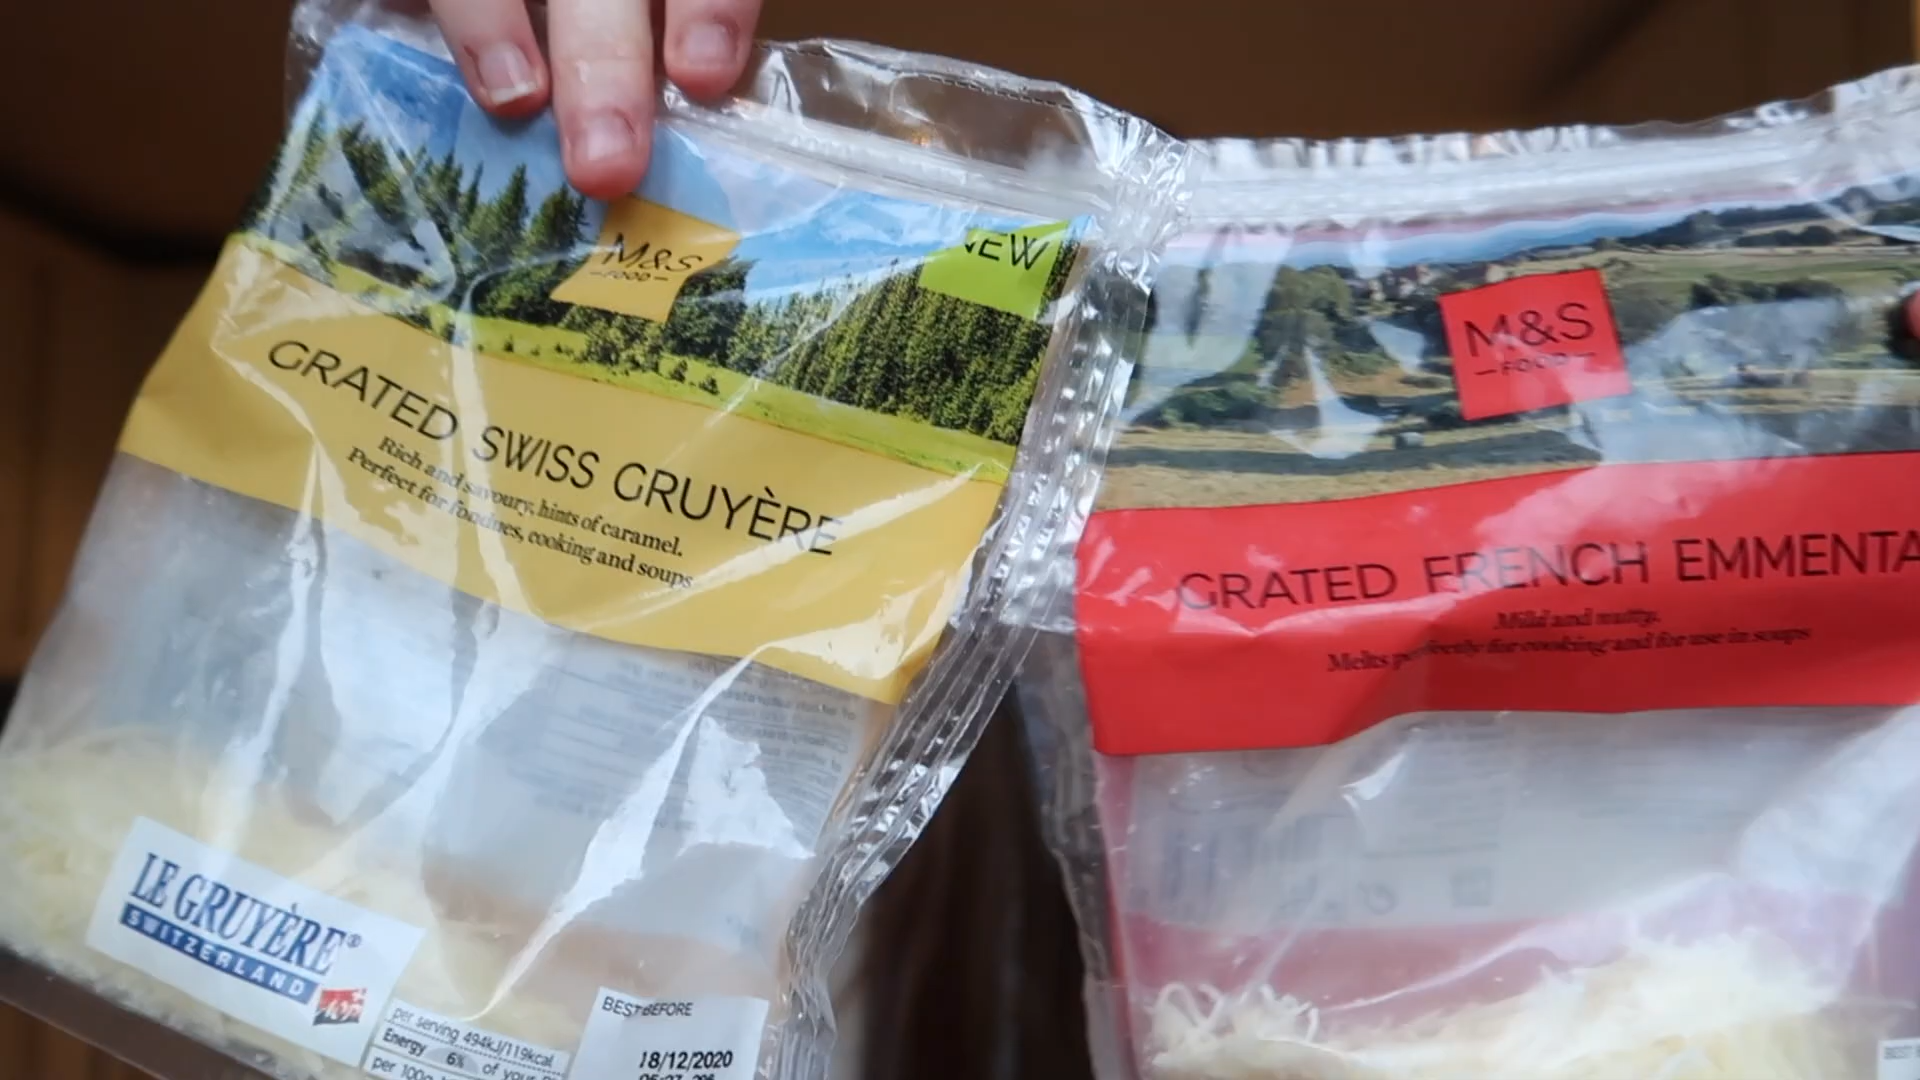 M&S
—FOOD—
NEW
GRATED SWISS GRUYÈRE
Rich and savoury, hints of caramel.
Perfect for fondues, cooking and soups
LE GRUYÈRE®
SWITZERLAND
AOP
per serving 494kJ/119kcal
Energy 6% of your
per 100g
BEST BEFORE
18/12/2020
M&S
—FOOD—
GRATED FRENCH EMMENTA
Mild and nutty.
Melts perfectly for cooking and for use in soups
BEST